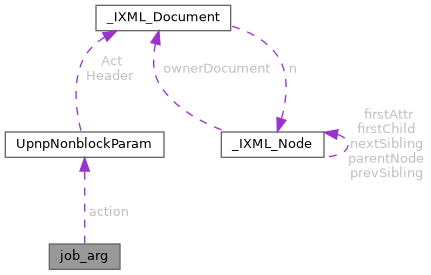 _IXML_Document
Act
Header
ownerDocument
n
firstAttr
firstChild
nextSibling
parentNode
prevSibling
UpnpNonblockParam
_IXML_Node
action
job_arg